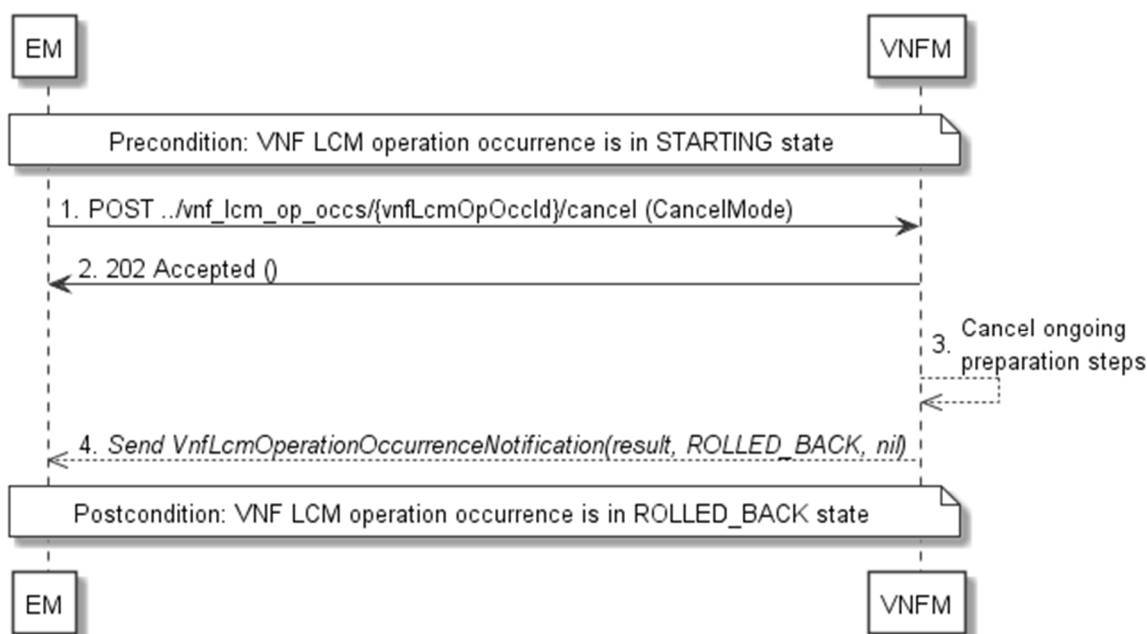 EM
VNFM
Precondition: VNF LCM operation occurrence is in STARTING state
1. POST ../vnf_lcm_op_occs/{vnfLcmOpOccId}/cancel (CancelMode)
2. 202 Accepted ()
3. Cancel ongoing
preparation steps
4. Send VnfLcmOperationOccurrenceNotification(result, ROLLED_BACK, nil)
Postcondition: VNF LCM operation occurrence is in ROLLED_BACK state
EM
VNFM